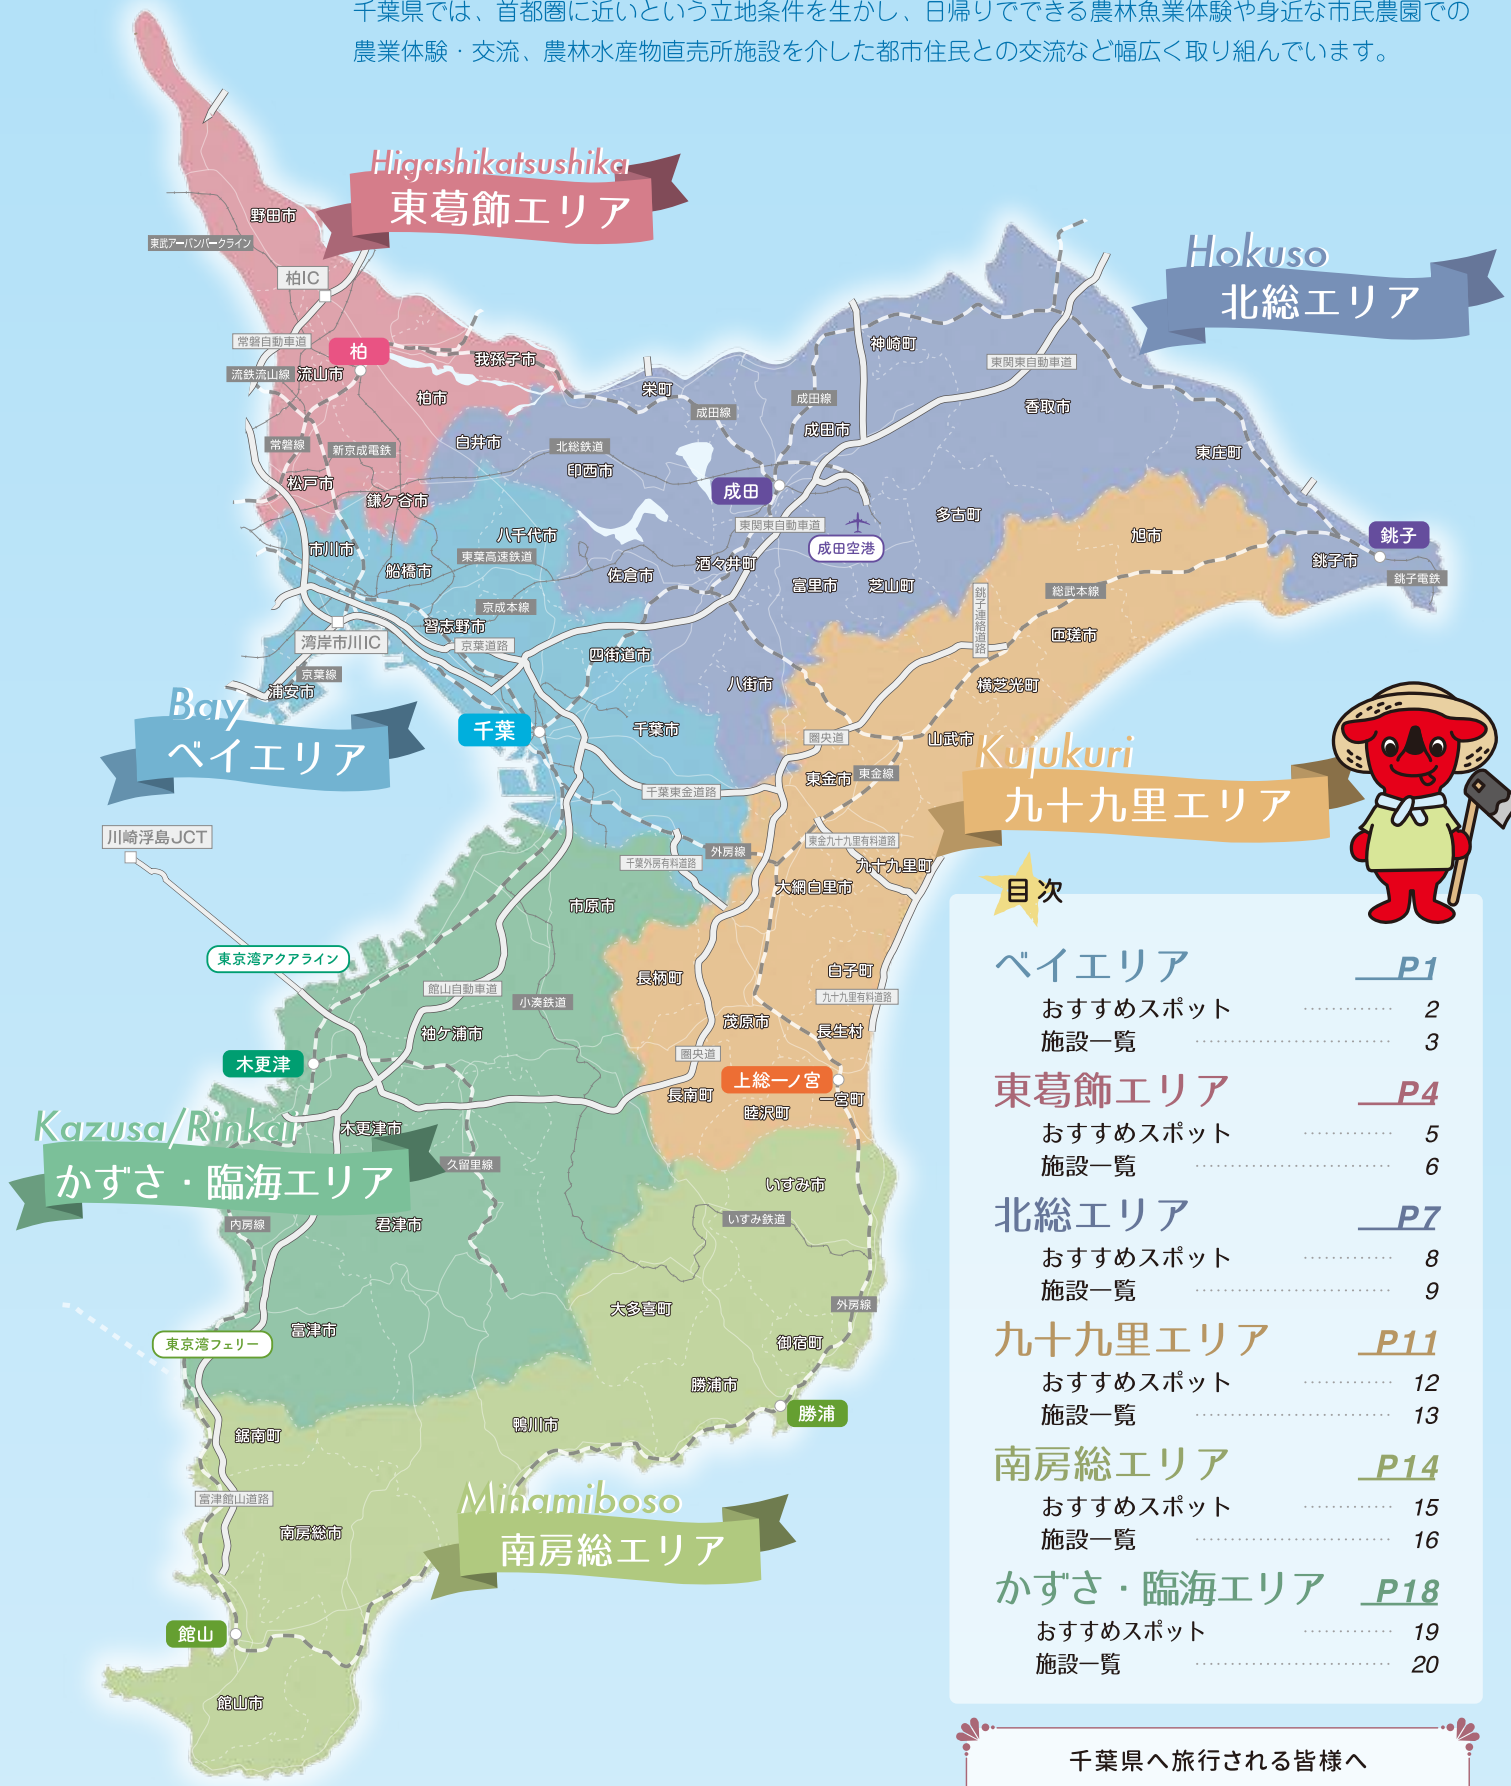 千葉県では、首都圏に近いという立地条件を生かし、日帰りでできる農林魚業体験や身近な市民農園での
農業体験・交流、農林水産物直売所施設を介した都市住民との交流など幅広く取り組んでいます。
Higashikatsushika
東葛飾エリア
野田市
東武アーバンパークライン
柏IC
常磐自動車道
柏
流鉄流山線
流山市
我孫子市
柏市
常磐線
新京成電鉄
松戸市
鎌ケ谷市
Hokuso
北総エリア
神崎町
東関東自動車道
栄町
成田線
成田線
香取市
成田市
白井市
北総鉄道
印西市
東庄町
成田
東関東自動車道
多古町
成田空港
銚子
銚子市
銚子電鉄
酒々井町
佐倉市
富里市
芝山町
八街市
市川市
八千代市
船橋市
東葉高速鉄道
京成本線
習志野市
湾岸市川IC
京葉道路
四街道市
京葉線
浦安市
Bay
ベイエリア
千葉
千葉市
千葉東金道路
川崎浮島JCT
旭市
総武本線
銚子連絡道路
匝瑳市
横芝光町
圏央道
山武市
Kujukuri
九十九里エリア
東金市
東金線
東金九十九里有料道路
外房線
千葉外房有料道路
九十九里町
大網白里市
市原市
長柄町
白子町
九十九里有料道路
東京湾アクアライン
館山自動車道
小湊鉄道
茂原市
長生村
袖ケ浦市
圏央道
木更津
上総一ノ宮
長南町
一宮町
睦沢町
Kazusa/Rinkai
かずさ・臨海エリア
木更津市
久留里線
いすみ市
いすみ鉄道
内房線
君津市
大多喜町
外房線
富津市
東京湾フェリー
御宿町
勝浦市
勝浦
鴨川市
鋸南町
Minamiboso
南房総エリア
富津館山道路
南房総市
館山
館山市
目次
ベイエリア P1
おすすめスポット 2
施設一覧 3
東葛飾エリア P4
おすすめスポット 5
施設一覧 6
北総エリア P7
おすすめスポット 8
施設一覧 9
九十九里エリア P11
おすすめスポット 12
施設一覧 13
南房総エリア P14
おすすめスポット 15
施設一覧 16
かずさ・臨海エリア P18
おすすめスポット 19
施設一覧 20
千葉県へ旅行される皆様へ